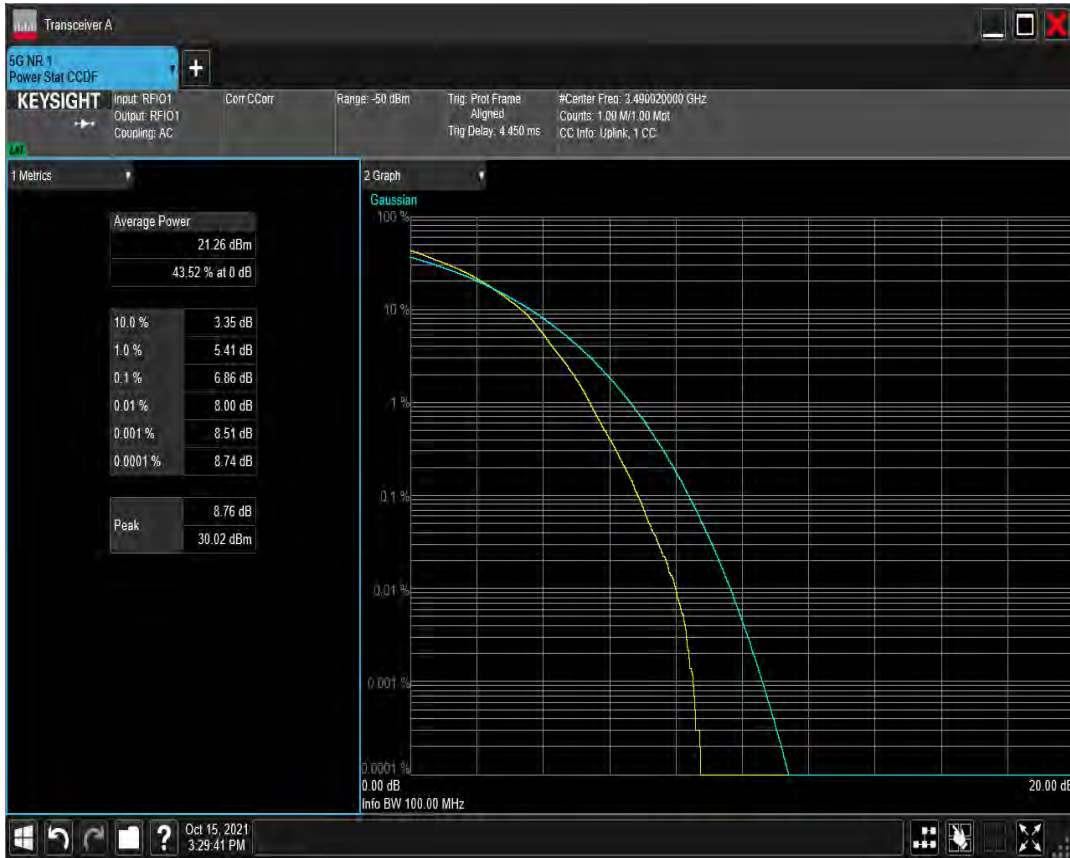 Transceiver A
5G NR 1
Power Stat CCDF
+
KEYSIGHT
Input: RFIO1
Output: RFIO1
Coupling: AC
Corr CCorr
Range: -50 dBm
Trig: Prot Frame
Aligned
Trig Delay: 4.450 ms
#Center Freq: 3.490020000 GHz
Counts: 1.00 M/1.00 Mpt
CC Info: Uplink, 1 CC
1 Metrics
Average Power
21.26 dBm
43.52 % at 0 dB
10.0 % 3.35 dB
1.0 % 5.41 dB
0.1 % 6.86 dB
0.01 % 8.00 dB
0.001 % 8.51 dB
0.0001 % 8.74 dB
Peak
8.76 dB
30.02 dBm
2 Graph
Gaussian
100 %
10 %
1 %
0.1 %
0.01 %
0.001 %
0.0001 %
0.00 dB 20.00 dB
Info BW 100.00 MHz
?
Oct 15, 2021
3:29:41 PM